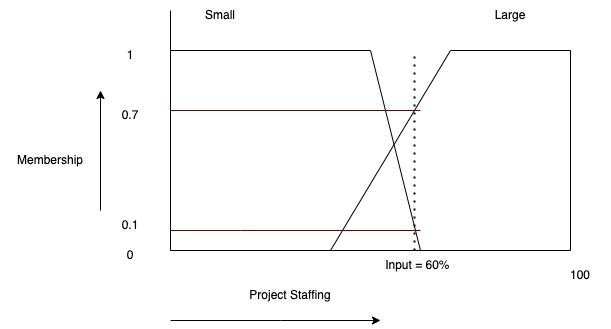 Small
Large
1
0.7
Membership
0.1
0
Input = 60%
100
Project Staffing